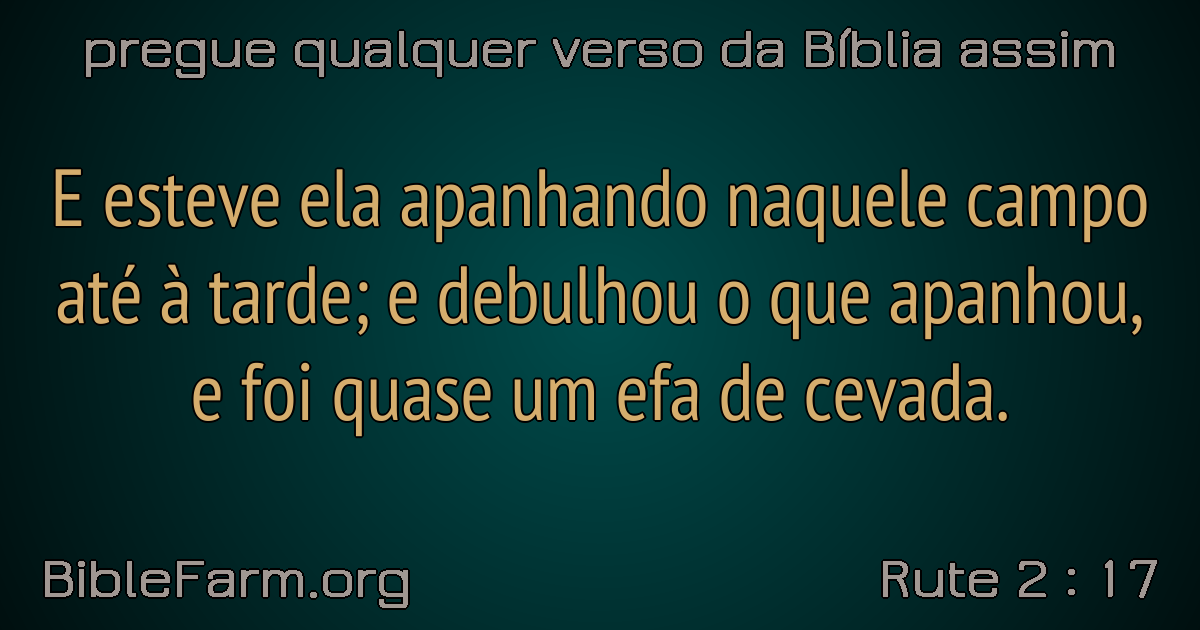 pregue qualquer verso da Bíblia assim
E esteve ela apanhando naquele campo
até à tarde; e debulhou o que apanhou,
e foi quase um efa de cevada.
BibleFarm.org
Rute 2 : 17